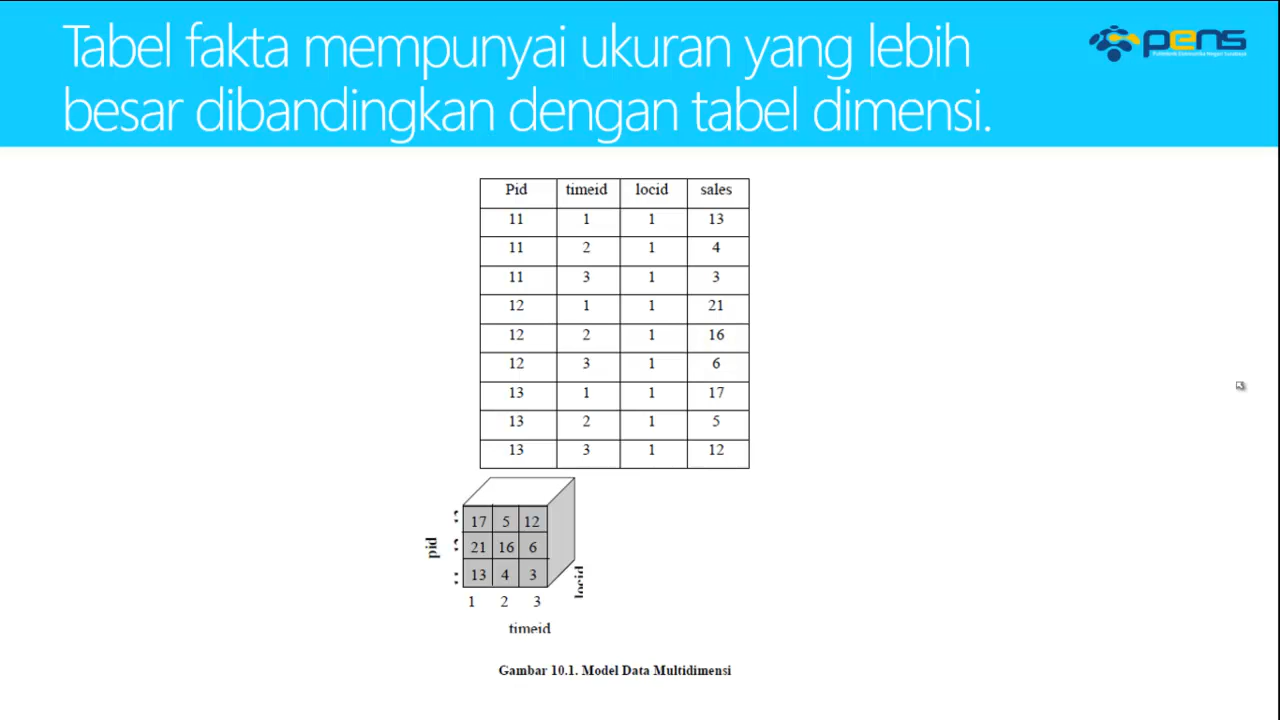 Tabel fakta mempunyai ukuran yang lebih
besar dibandingkan dengan tabel dimensi.
pens
Pid timeid locid sales
11 1 1 13
11 2 1 4
11 3 1 3
12 1 1 21
12 2 1 16
12 3 1 6
13 1 1 17
13 2 1 5
13 3 1 12
17 5 12
21 16 6
13 4 3
pid
locid
1 2 3
timeid
Gambar 10.1. Model Data Multidimensi